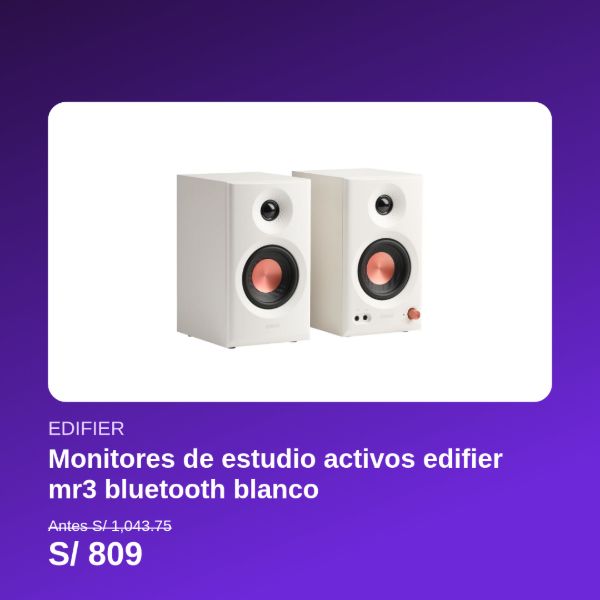 EDIFIER
Monitores de estudio activos edifier
mr3 bluetooth blanco
Antes S/ 1,043.75
S/ 809